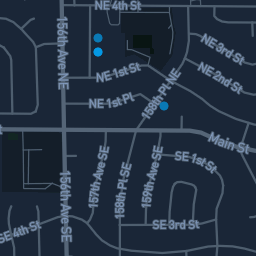 NE 4th St
156th Ave NE
NE 3rd St
NE 1st St
NE 2nd St
158th Pl NE
NE 1st Pl
Main St
SE 1st St
157th Ave SE
158th Pl SE
159th Ave SE
156th Ave SE
SE 3rd St
SE 4th St